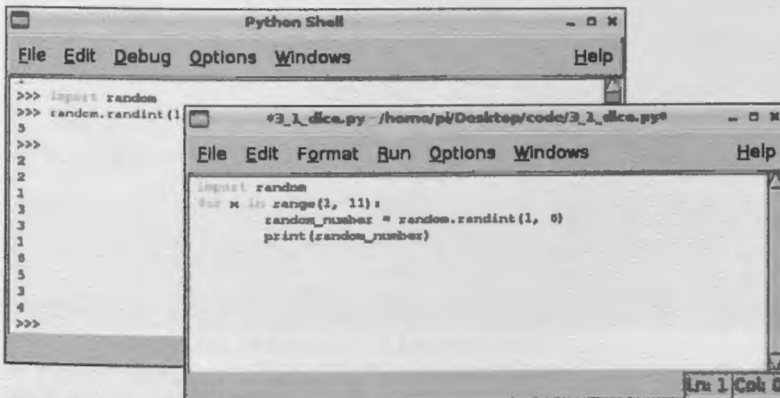 Python Shell
File Edit Debug Options Windows Help
>>> import random
>>> random.randint(1
3
>>>
2
2
1
3
3
1
6
5
3
4
>>>
*3_1_dice.py - /home/pi/Desktop/code/3_1_dice.py*
File Edit Format Run Options Windows Help
import random
for x in range(1, 11):
random_number = random.randint(1, 6)
print(random_number)
Ln: 1 Col: 0